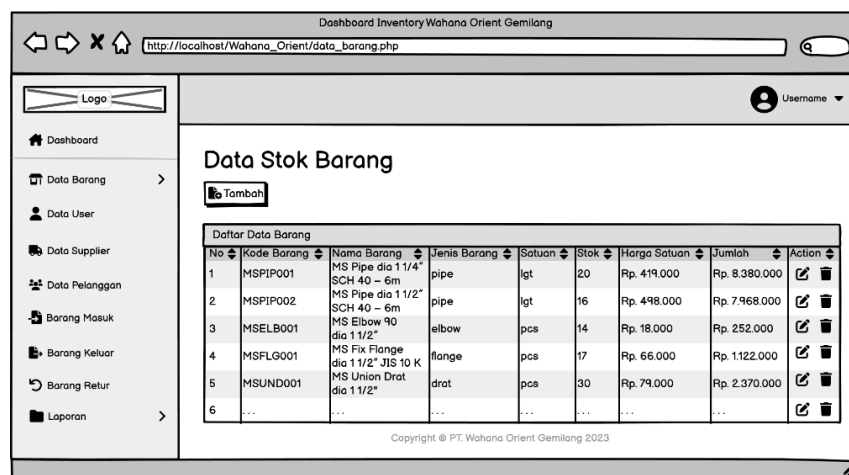 Dashboard Inventory Wahana Orient Gemilang
http://localhost/Wahana_Orient/data_barang.php
Logo
Username
Dashboard
Data Barang
Data User
Data Supplier
Data Pelanggan
Barang Masuk
Barang Keluar
Barang Retur
Laporan
Data Stok Barang
Tambah
Daftar Data Barang
No Kode Barang Nama Barang Jenis Barang Satuan Stok Harga Satuan Jumlah Action
1 MSPIP001 MS Pipe dia 1 1/4" SCH 40 – 6m pipe lgt 20 Rp. 419.000 Rp. 8.380.000
2 MSPIP002 MS Pipe dia 1 1/2" SCH 40 – 6m pipe lgt 16 Rp. 498.000 Rp. 7.968.000
3 MSELB001 MS Elbow 90 dia 1 1/2" elbow pcs 14 Rp. 18.000 Rp. 252.000
4 MSFLG001 MS Fix Flange dia 1 1/2" JIS 10 K flange pcs 17 Rp. 66.000 Rp. 1.122.000
5 MSUND001 MS Union Drat dia 1 1/2" drat pcs 30 Rp. 79.000 Rp. 2.370.000
6 . . . . . . . . . . . . . . . . . . . . .
Copyright © PT. Wahana Orient Gemilang 2023